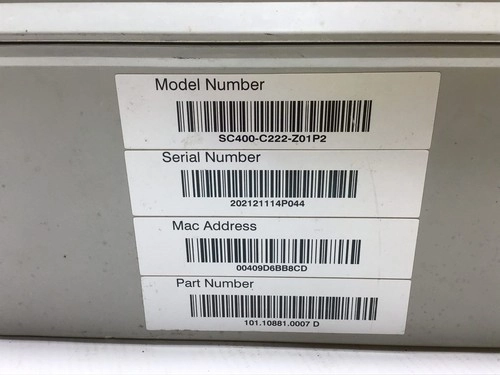 Model Number
SC400-C222-Z01P2
Serial Number
202121114P044
Mac Address
00409D6BB8CD
Part Number
101.10881.0007 D